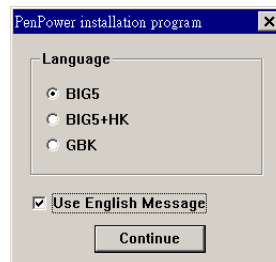 PenPower installation program
Language
BIG5
BIG5+HK
GBK
Use English Message
Continue